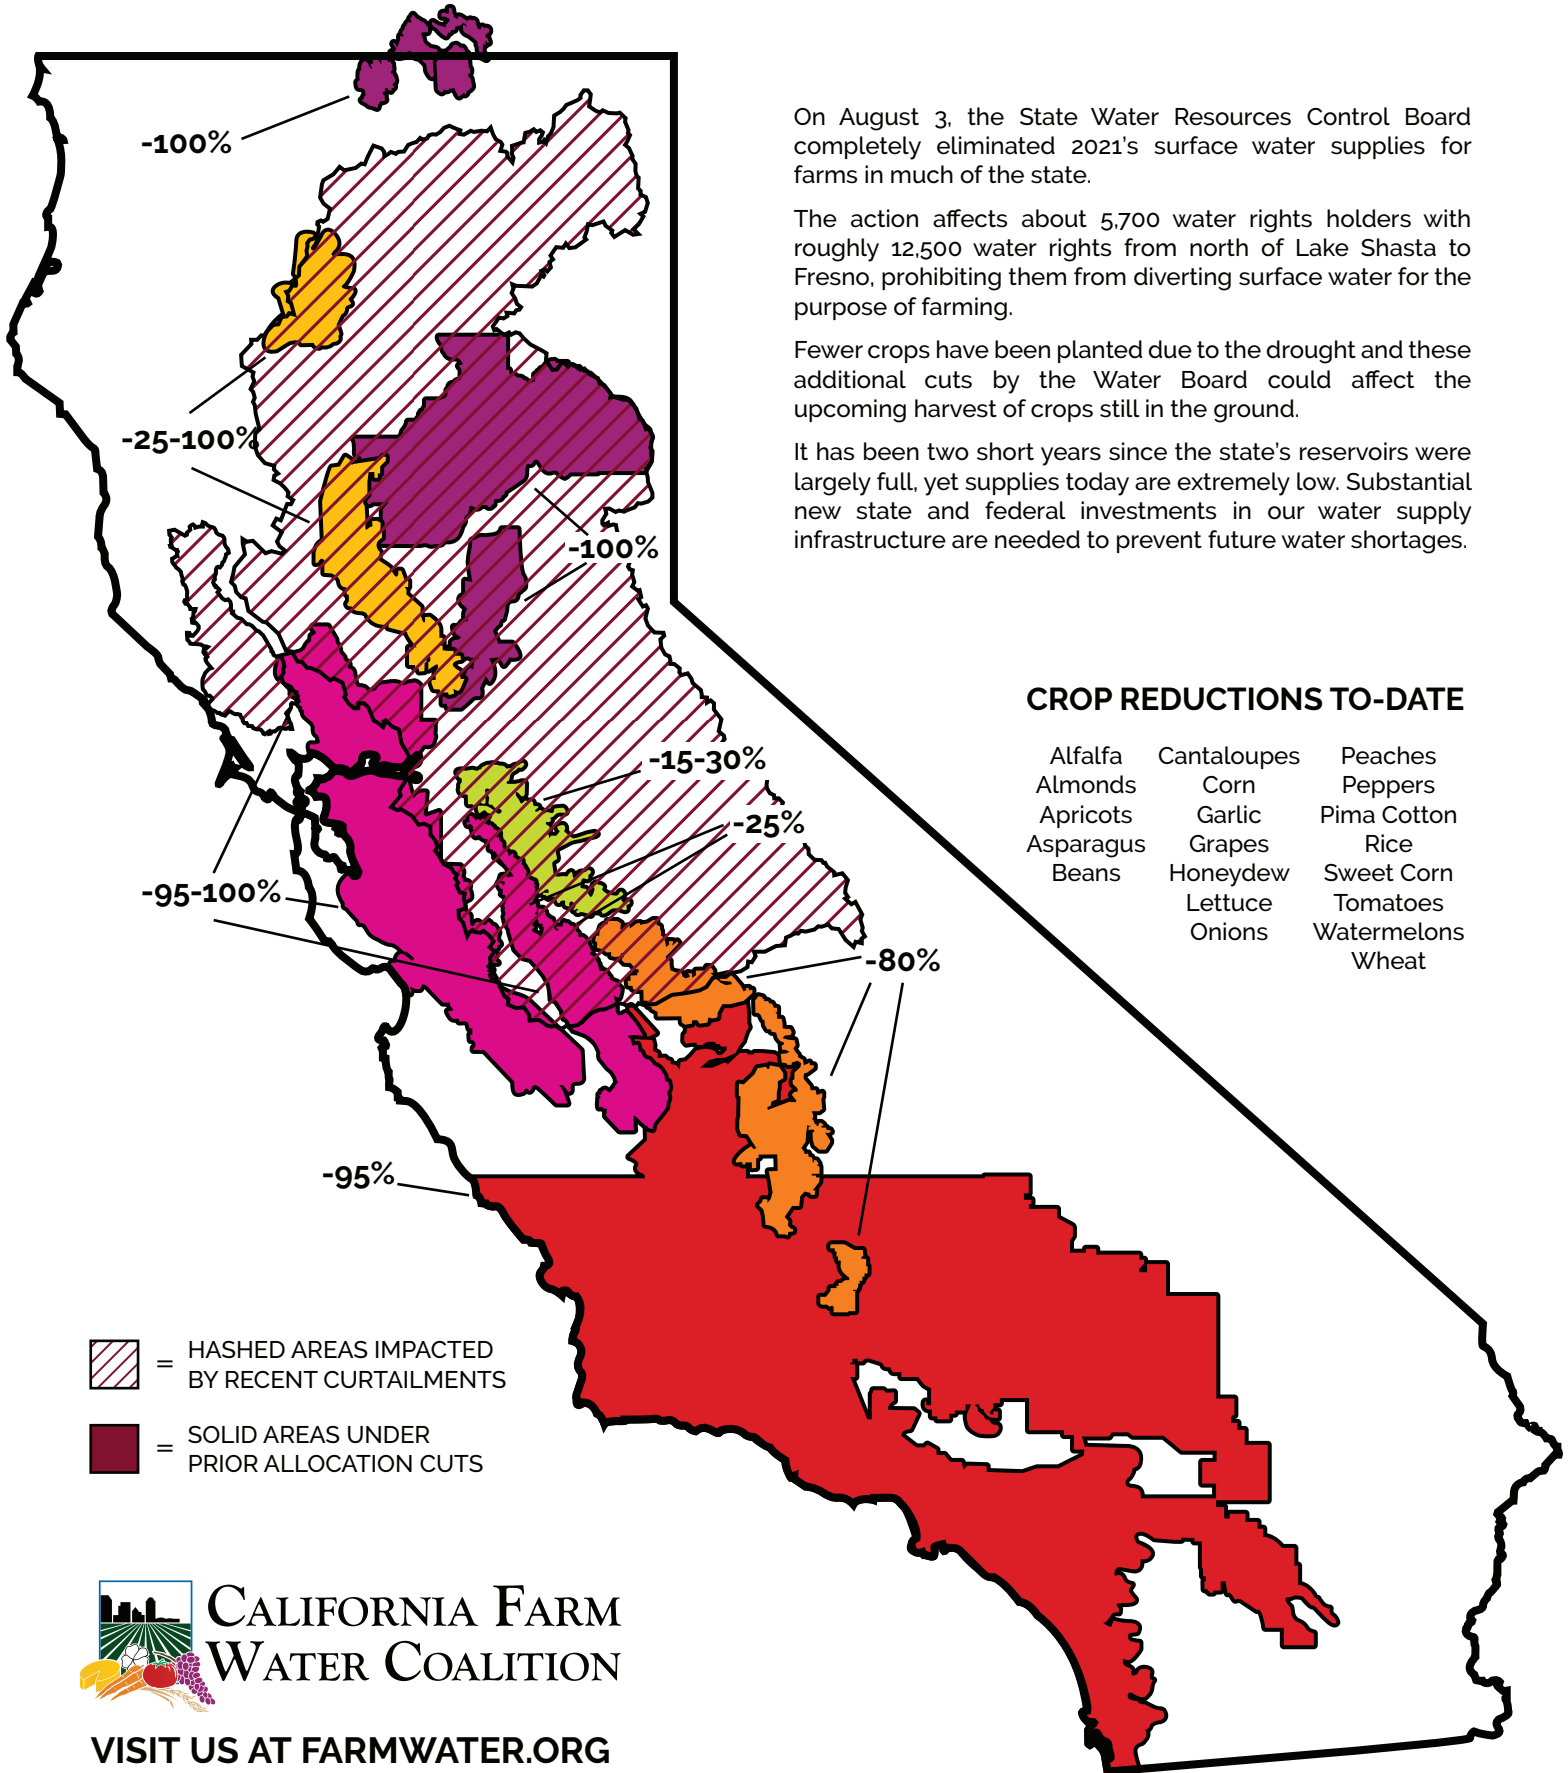 On August 3, the State Water Resources Control Board
completely eliminated 2021's surface water supplies for
farms in much of the state.
The action affects about 5,700 water rights holders with
roughly 12,500 water rights from north of Lake Shasta to
Fresno, prohibiting them from diverting surface water for the
purpose of farming.
Fewer crops have been planted due to the drought and these
additional cuts by the Water Board could affect the
upcoming harvest of crops still in the ground.
It has been two short years since the state's reservoirs were
largely full, yet supplies today are extremely low. Substantial
new state and federal investments in our water supply
infrastructure are needed to prevent future water shortages.
-100%
-25-100%
-100%
-15-30%
-25%
-95-100%
-80%
-95%
CROP REDUCTIONS TO-DATE
Alfalfa
Almonds
Apricots
Asparagus
Beans
Cantaloupes
Corn
Garlic
Grapes
Honeydew
Lettuce
Onions
Peaches
Peppers
Pima Cotton
Rice
Sweet Corn
Tomatoes
Watermelons
Wheat
= HASHED AREAS IMPACTED
BY RECENT CURTAILMENTS
= SOLID AREAS UNDER
PRIOR ALLOCATION CUTS
CALIFORNIA FARM
WATER COALITION
VISIT US AT FARMWATER.ORG